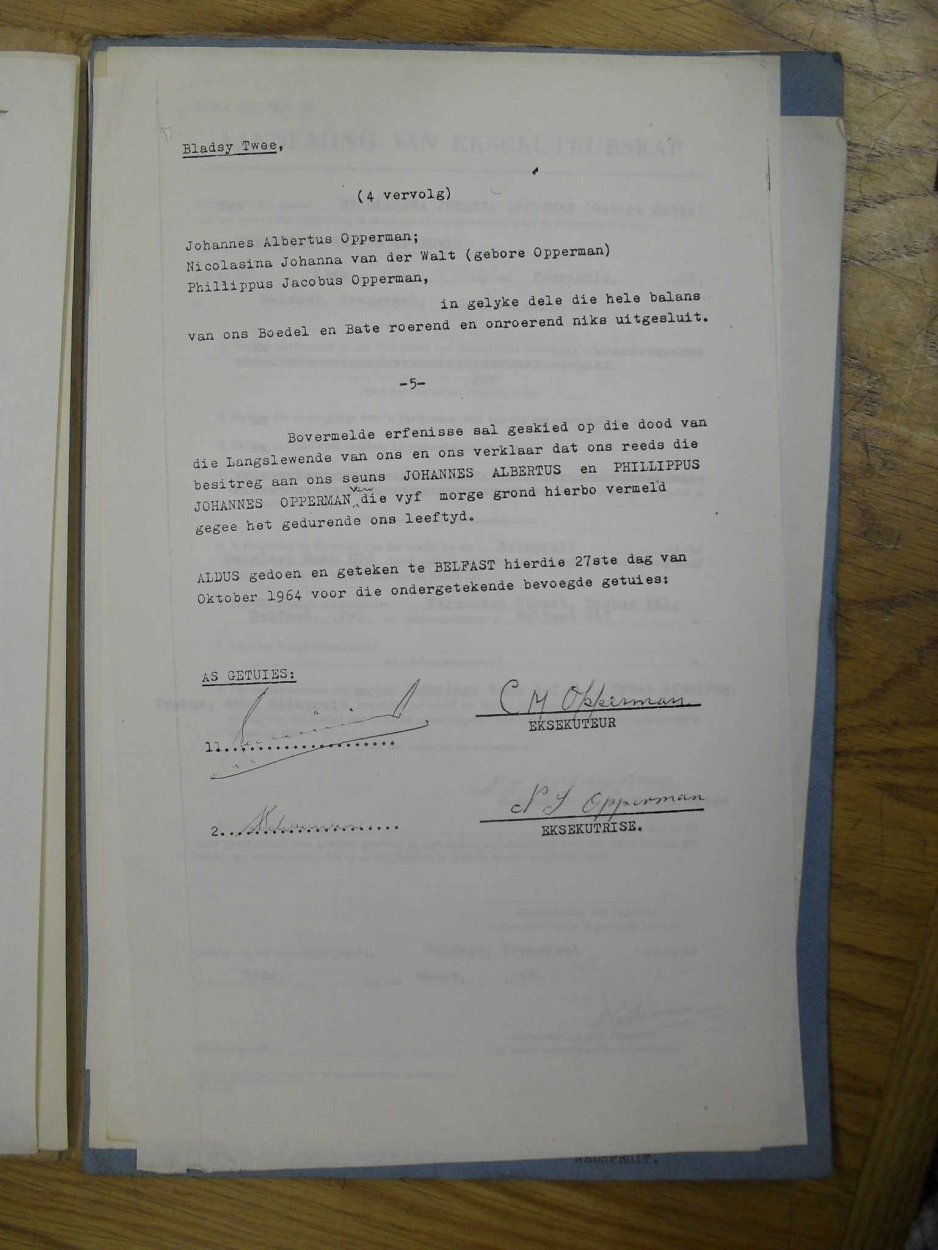 Bladsy Twee,
(4 vervolg)
Johannes Albertus Opperman;
Nicolasina Johanna van der Walt (gebore Opperman)
Phillippus Jacobus Opperman,
in gelyke dele die hele balans
van ons Boedel en Bate roerend en onroerend niks uitgesluit.
-5-
Bovermelde erfenisse sal geskied op die dood van
die Langslewende van ons en ons verklaar dat ons reeds die
besitreg aan ons seuns JOHANNES ALBERTUS en PHILLIPPUS
JOHANNES OPPERMAN van die vyf morge grond hierbo vermeld
gegee het gedurende ons leeftyd.
ALDUS gedoen en geteken te BELFAST hierdie 27ste dag van
Oktober 1964 voor die ondergetekende bevoegde getuies:
AS GETUIES:
C M Opperman
EKSEKUTEUR
11.....................
N J Opperman
EKSEKUTRISE.
2.....................